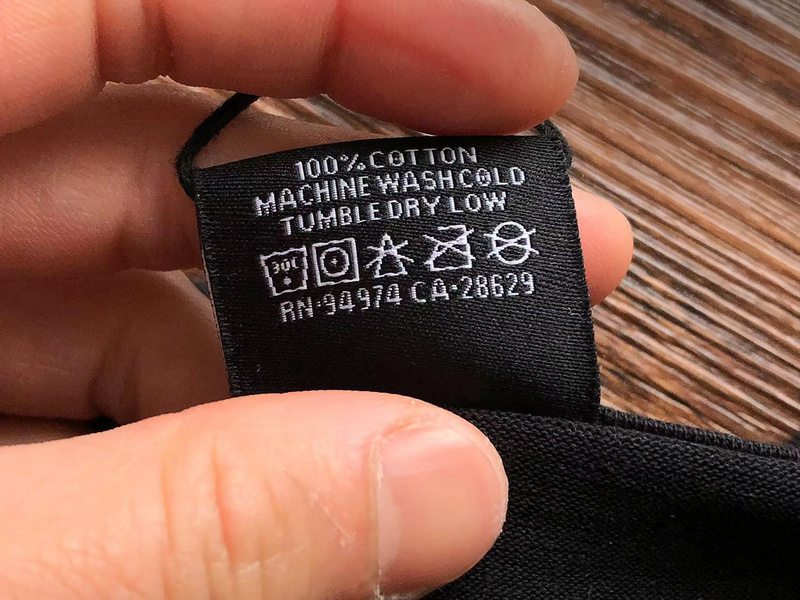 100% COTTON
MACHINE WASH COLD
TUMBLE DRY LOW
30C
RN·94974 CA·28629